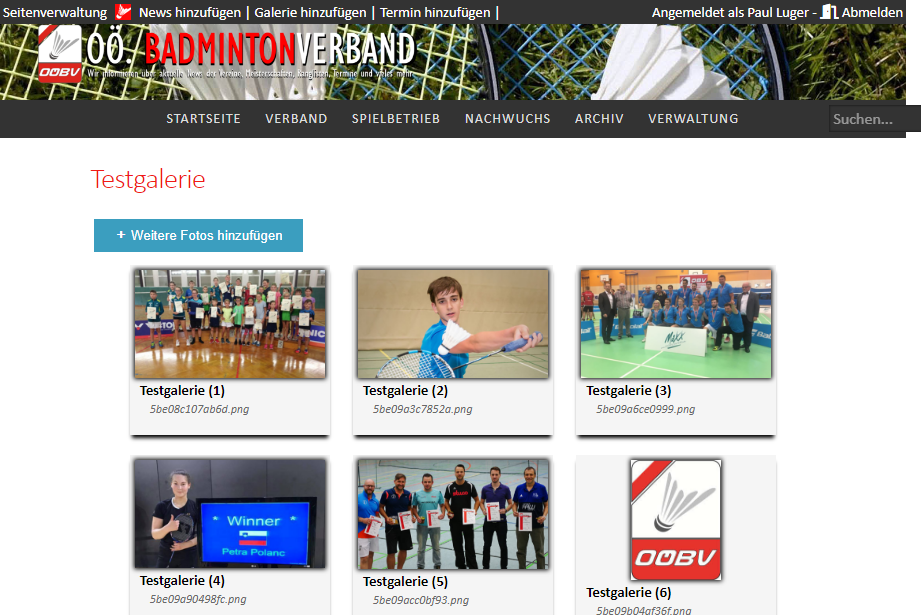 Seitenverwaltung News hinzufügen | Galerie hinzufügen | Termin hinzufügen | Angemeldet als Paul Luger - Abmelden
OÖBV
OÖ. BADMINTONVERBAND
Wir informieren über aktuelle News der Vereine, Meisterschaften, Ranglisten, Termine und vieles mehr
STARTSEITE VERBAND SPIELBETRIEB NACHWUCHS ARCHIV VERWALTUNG Suchen...
Testgalerie
+ Weitere Fotos hinzufügen
OÖBV
Maxx
Testgalerie (1) Testgalerie (2) Testgalerie (3)
5be08c107ab6d.png 5be09a3c7852a.png 5be09a6ce0999.png
* Winner *
Petra Polanc
OÖBV
Testgalerie (4) Testgalerie (5) Testgalerie (6)
5be09a90498fc.png 5be09acc0bf93.png 5be09b04af36f.png